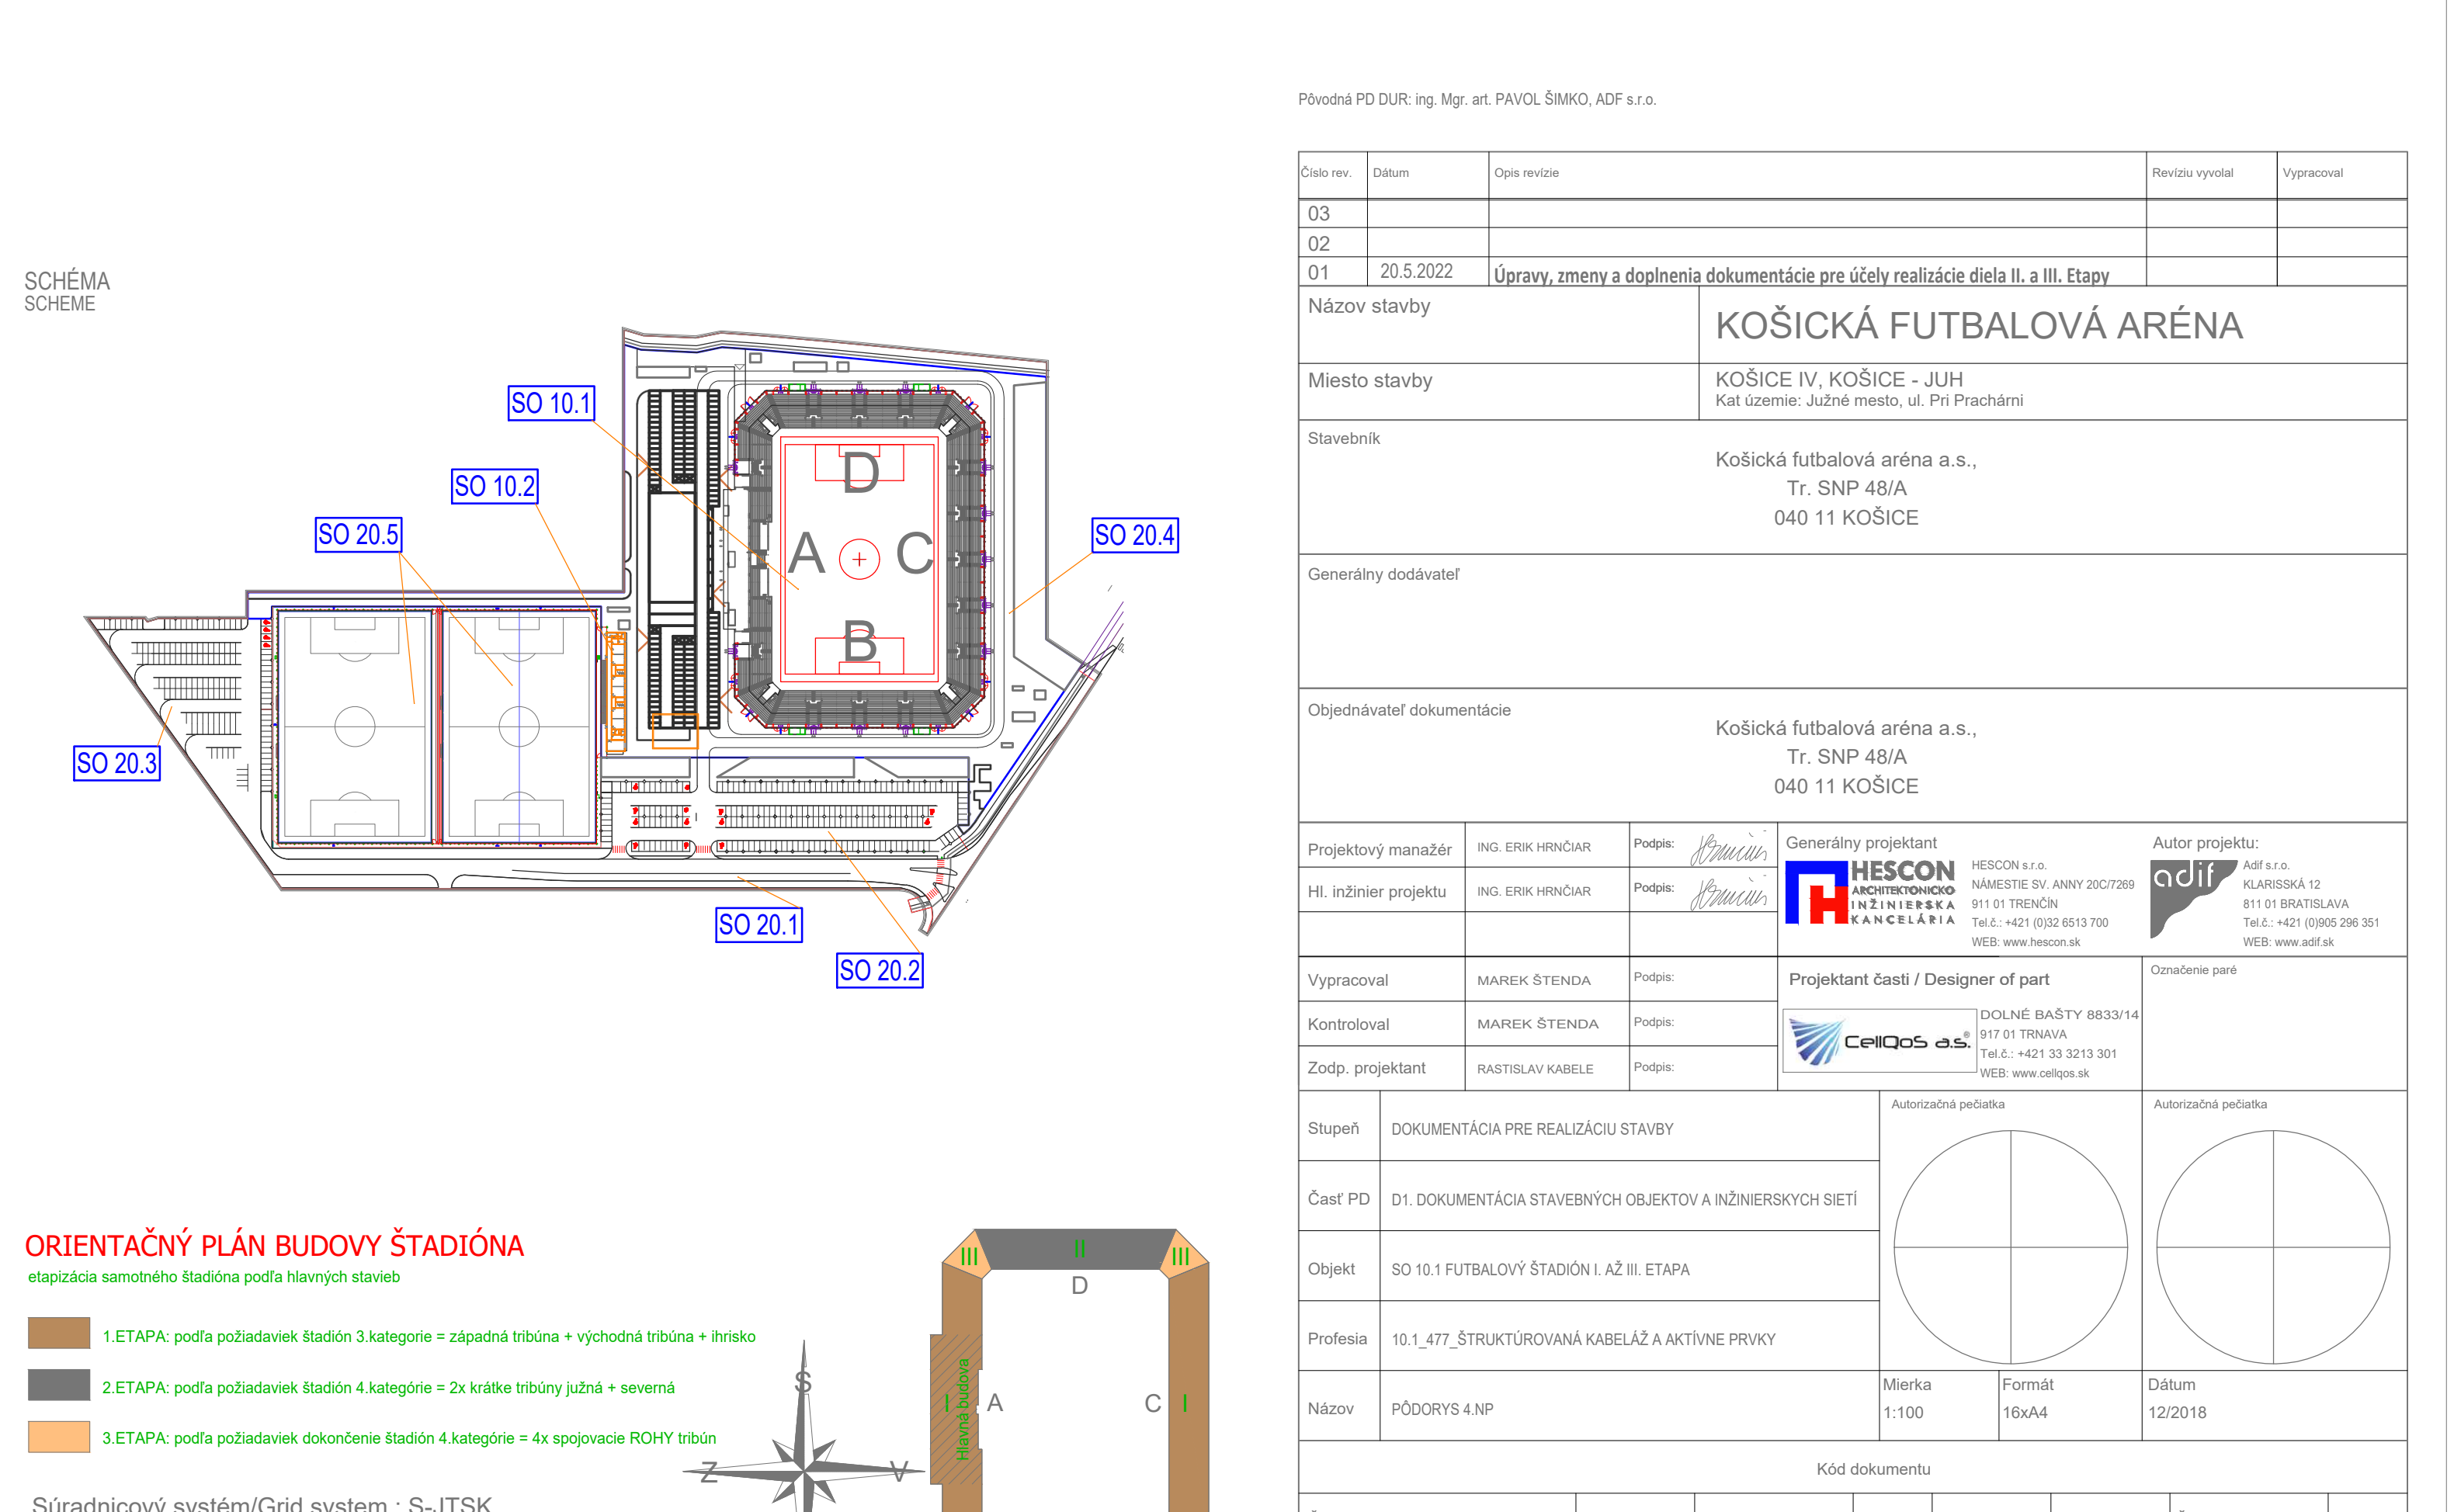 Pôvodná PD DUR: ing. Mgr. art. PAVOL ŠIMKO, ADF s.r.o.
Číslo rev. Dátum Opis revízie Revíziu vyvolal Vypracoval
03
02
01 20.5.2022 Úpravy, zmeny a doplnenia dokumentácie pre účely realizácie diela II. a III. Etapy
Názov stavby KOŠICKÁ FUTBALOVÁ ARÉNA
Miesto stavby KOŠICE IV, KOŠICE - JUH
Kat územie: Južné mesto, ul. Pri Prachárni
Stavebník
Košická futbalová aréna a.s.,
Tr. SNP 48/A
040 11 KOŠICE
Generálny dodávateľ
Objednávateľ dokumentácie
Košická futbalová aréna a.s.,
Tr. SNP 48/A
040 11 KOŠICE
Projektový manažér ING. ERIK HRNČIAR Podpis:
Hl. inžinier projektu ING. ERIK HRNČIAR Podpis:
Generálny projektant
HESCON
ARCHITEKTONICKO
INŽINIERSKA
KANCELÁRIA
HESCON s.r.o.
NÁMESTIE SV. ANNY 20C/7269
911 01 TRENČÍN
Tel.č.: +421 (0)32 6513 700
WEB: www.hescon.sk
Autor projektu:
adif
Adif s.r.o.
KLARISSKÁ 12
811 01 BRATISLAVA
Tel.č.: +421 (0)905 296 351
WEB: www.adif.sk
Vypracoval MAREK ŠTENDA Podpis:
Kontroloval MAREK ŠTENDA Podpis:
Zodp. projektant RASTISLAV KABELE Podpis:
Projektant časti / Designer of part
CellQoS a.s.®
DOLNÉ BAŠTY 8833/14
917 01 TRNAVA
Tel.č.: +421 33 3213 301
WEB: www.cellqos.sk
Označenie paré
Stupeň DOKUMENTÁCIA PRE REALIZÁCIU STAVBY
Časť PD D1. DOKUMENTÁCIA STAVEBNÝCH OBJEKTOV A INŽINIERSKYCH SIETÍ
Objekt SO 10.1 FUTBALOVÝ ŠTADIÓN I. AŽ III. ETAPA
Profesia 10.1_477_ŠTRUKTÚROVANÁ KABELÁŽ A AKTÍVNE PRVKY
Názov PÔDORYS 4.NP
Autorizačná pečiatka
Autorizačná pečiatka
Mierka
1:100
Formát
16xA4
Dátum
12/2018
Kód dokumentu
SCHÉMA
SCHEME
SO 10.1
SO 10.2
SO 20.5
SO 20.4
SO 20.3
SO 20.1
SO 20.2
D
A
C
B
ORIENTAČNÝ PLÁN BUDOVY ŠTADIÓNA
etapizácia samotného štadióna podľa hlavných stavieb
1.ETAPA: podľa požiadaviek štadión 3.kategorie = západná tribúna + východná tribúna + ihrisko
2.ETAPA: podľa požiadaviek štadión 4.kategórie = 2x krátke tribúny južná + severná
3.ETAPA: podľa požiadaviek dokončenie štadión 4.kategórie = 4x spojovacie ROHY tribún
Súradnicový systém/Grid system : S-JTSK
S
Z
V
III
II
III
D
I
Hlavná budova
A
C
I